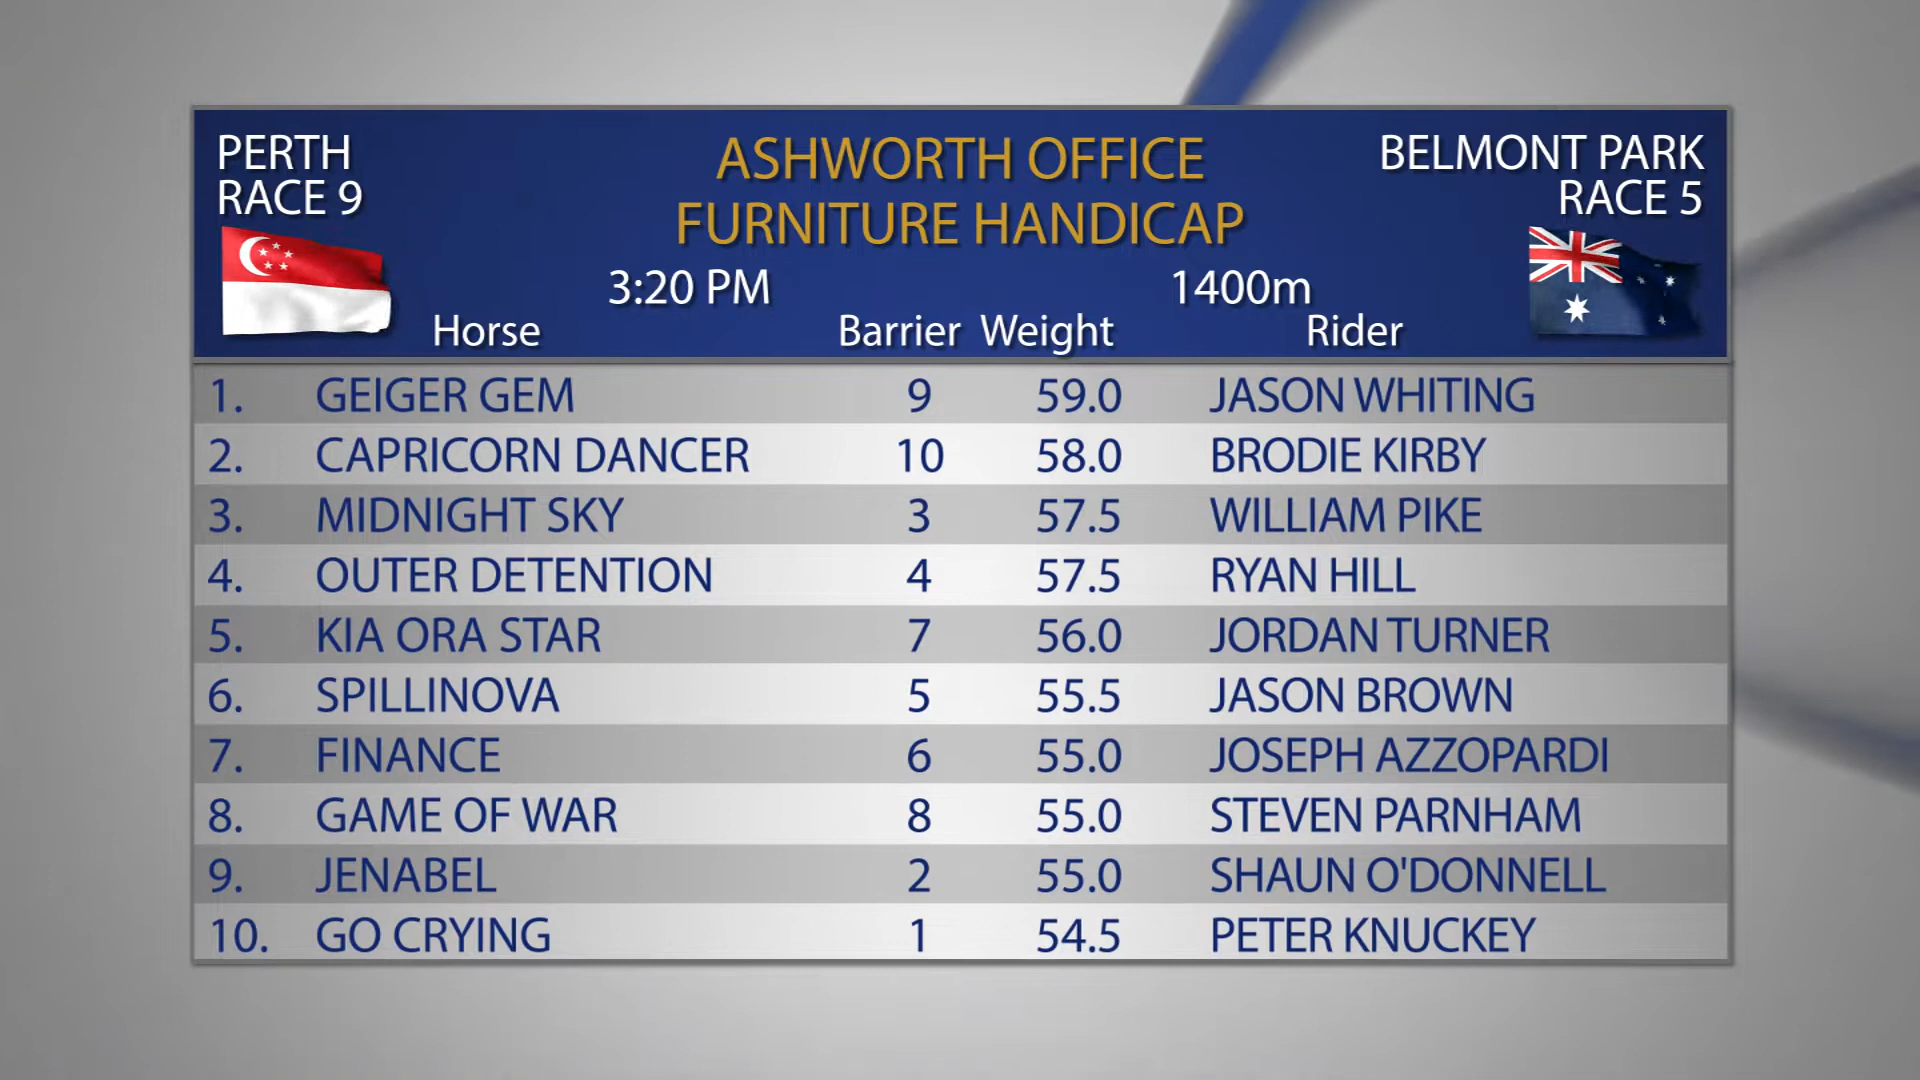 PERTH
RACE 9
ASHWORTH OFFICE
FURNITURE HANDICAP
BELMONT PARK
RACE 5
3:20 PM 1400m
Horse Barrier Weight Rider
1. GEIGER GEM 9 59.0 JASON WHITING
2. CAPRICORN DANCER 10 58.0 BRODIE KIRBY
3. MIDNIGHT SKY 3 57.5 WILLIAM PIKE
4. OUTER DETENTION 4 57.5 RYAN HILL
5. KIA ORA STAR 7 56.0 JORDAN TURNER
6. SPILLINOVA 5 55.5 JASON BROWN
7. FINANCE 6 55.0 JOSEPH AZZOPARDI
8. GAME OF WAR 8 55.0 STEVEN PARNHAM
9. JENABEL 2 55.0 SHAUN O'DONNELL
10. GO CRYING 1 54.5 PETER KNUCKEY